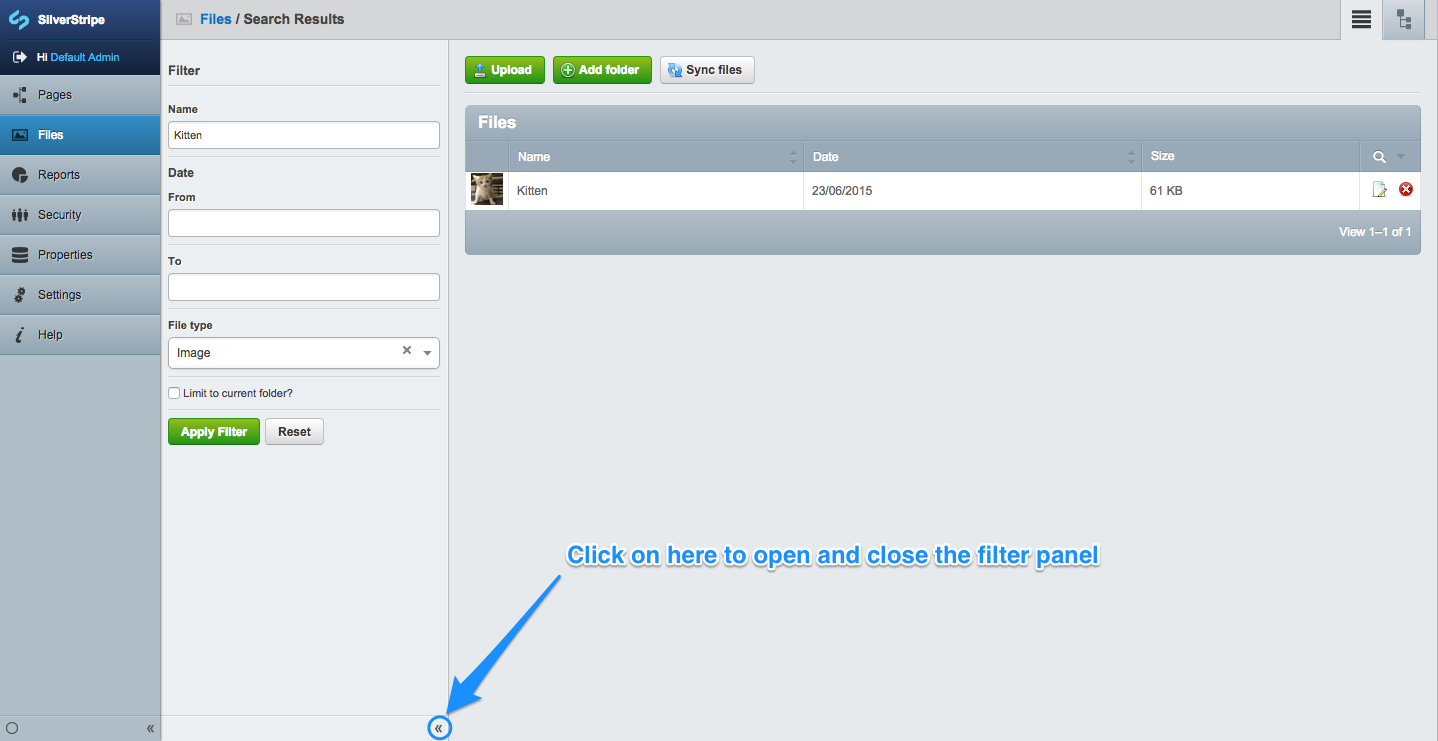 SilverStripe
Hi Default Admin
Pages
Files
Reports
Security
Properties
Settings
Help
«
Files / Search Results
Filter
Name
Kitten
Date
From
To
File type
Image
Limit to current folder?
Apply Filter Reset
«
Upload Add folder Sync files
Files
Name Date Size
Kitten 23/06/2015 61 KB
View 1–1 of 1
Click on here to open and close the filter panel